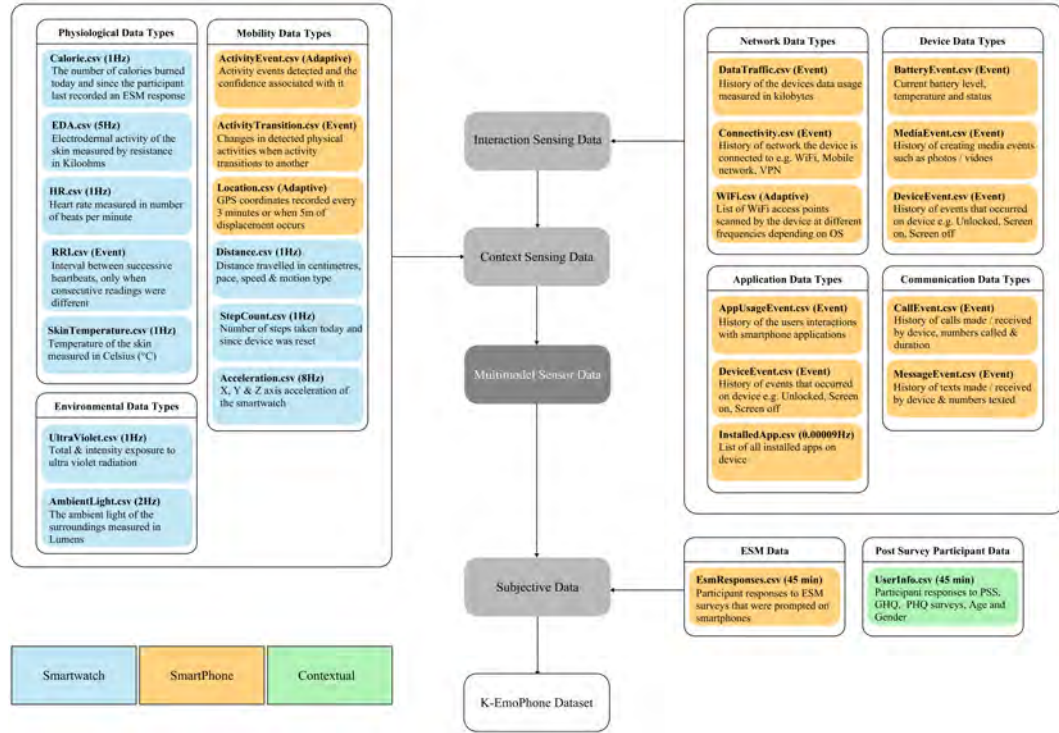 Physiological Data Types
Calorie.csv (1Hz)
The number of calories burned
today and since the participant
last recorded an ESM response
EDA.csv (5Hz)
Electrodermal activity of the
skin measured by resistance
in Kiloohms
HR.csv (1Hz)
Heart rate measured in number
of beats per minute
RRI.csv (Event)
Interval between successive
heartbeats, only when
consecutive readings were
different
SkinTemperature.csv (1Hz)
Temperature of the skin
measured in Celsius (°C)
Environmental Data Types
UltraViolet.csv (1Hz)
Total & intensity exposure to
ultra violet radiation
AmbientLight.csv (2Hz)
The ambient light of the
surroundings measured in
Lumens
Mobility Data Types
ActivityEvent.csv (Adaptive)
Activity events detected and the
confidence associated with it
ActivityTransition.csv (Event)
Changes in detected physical
activities when activity
transitions to another
Location.csv (Adaptive)
GPS coordinates recorded every
3 minutes or when 5m of
displacement occurs
Distance.csv (1Hz)
Distance travelled in centimetres,
pace, speed & motion type
StepCount.csv (1Hz)
Number of steps taken today and
since device was reset
Acceleration.csv (8Hz)
X, Y & Z axis acceleration of
the smartwatch
Interaction Sensing Data
Context Sensing Data
Multimodel Sensor Data
Subjective Data
K-EmoPhone Dataset
Network Data Types
DataTraffic.csv (Event)
History of the devices data usage
measured in kilobytes
Connectivity.csv (Event)
History of network the device is
connected to e.g. WiFi, Mobile
network, VPN
WiFi.csv (Adaptive)
List of WiFi access points
scanned by the device at different
frequencies depending on OS
Device Data Types
BatteryEvent.csv (Event)
Current battery level,
temperature and status
MediaEvent.csv (Event)
History of creating media events
such as photos / vidoes
DeviceEvent.csv (Event)
History of events that occurred
on device e.g. Unlocked, Screen
on, Screen off
Application Data Types
AppUsageEvent.csv (Event)
History of the users interactions
with smartphone applications
DeviceEvent.csv (Event)
History of events that occurred
on device e.g. Unlocked, Screen
on, Screen off
InstalledApp.csv (0.00009Hz)
List of all installed apps on
device
Communication Data Types
CallEvent.csv (Event)
History of calls made / received
by device, numbers called &
duration
MessageEvent.csv (Event)
History of texts made / received
by device & numbers texted
ESM Data
EsmResponses.csv (45 min)
Participant responses to ESM
surveys that were prompted on
smartphones
Post Survey Participant Data
UserInfo.csv (45 min)
Participant responses to PSS,
GHQ, PHQ surveys, Age and
Gender
Smartwatch
SmartPhone
Contextual